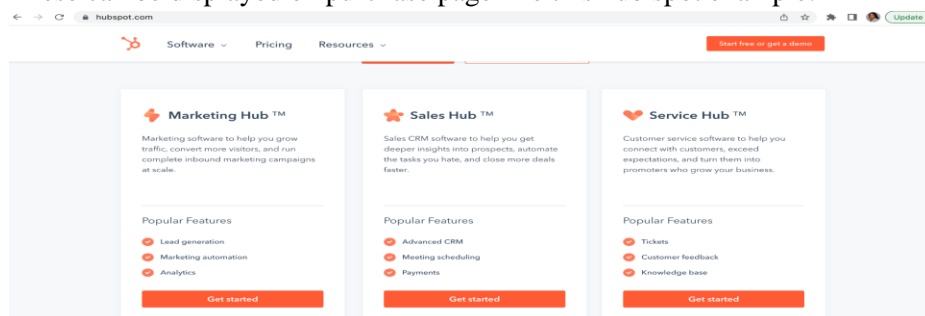 hubspot.com
Update
Software
Pricing
Resources
Start free or get a demo
Marketing Hub ™
Marketing software to help you grow
traffic, convert more visitors, and run
complete inbound marketing campaigns
at scale.
Popular Features
Lead generation
Marketing automation
Analytics
Get started
Sales Hub ™
Sales CRM software to help you get
deeper insights into prospects, automate
the tasks you hate, and close more deals
faster.
Popular Features
Advanced CRM
Meeting scheduling
Payments
Get started
Service Hub ™
Customer service software to help you
connect with customers, exceed
expectations, and turn them into
promoters who grow your business.
Popular Features
Tickets
Customer feedback
Knowledge base
Get started